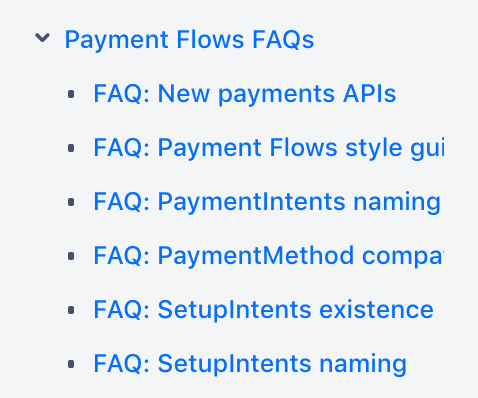 Payment Flows FAQs
FAQ: New payments APIs
FAQ: Payment Flows style gui
FAQ: PaymentIntents naming
FAQ: PaymentMethod compa
FAQ: SetupIntents existence
FAQ: SetupIntents naming